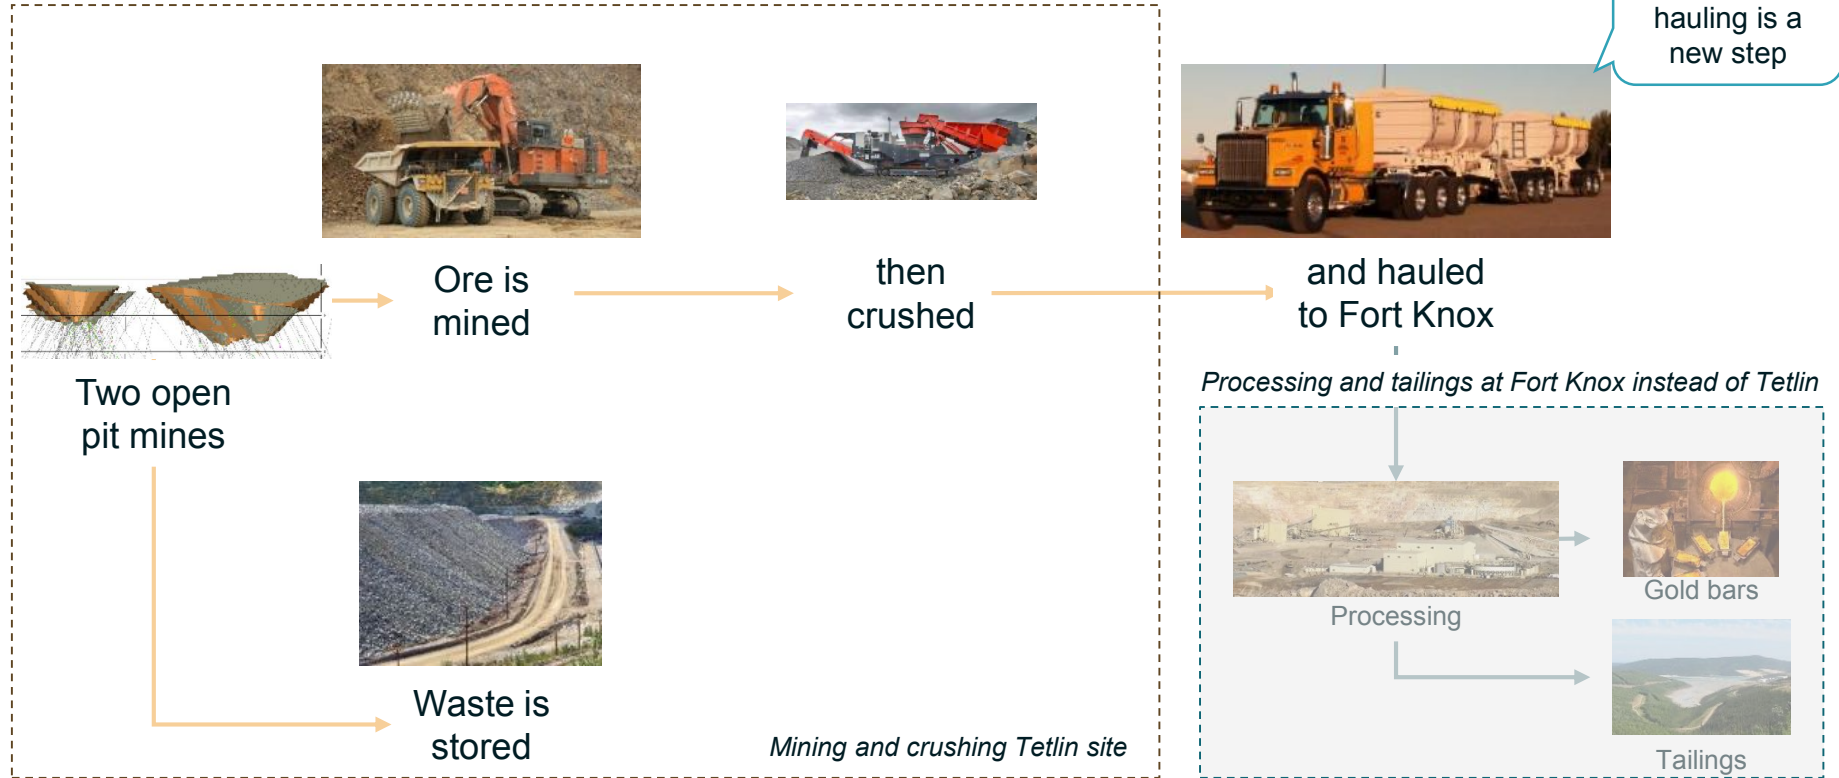 hauling is a
new step
Ore is
mined
then
crushed
and hauled
to Fort Knox
Two open
pit mines
Processing and tailings at Fort Knox instead of Tetlin
Processing
Gold bars
Tailings
Waste is
stored
Mining and crushing Tetlin site